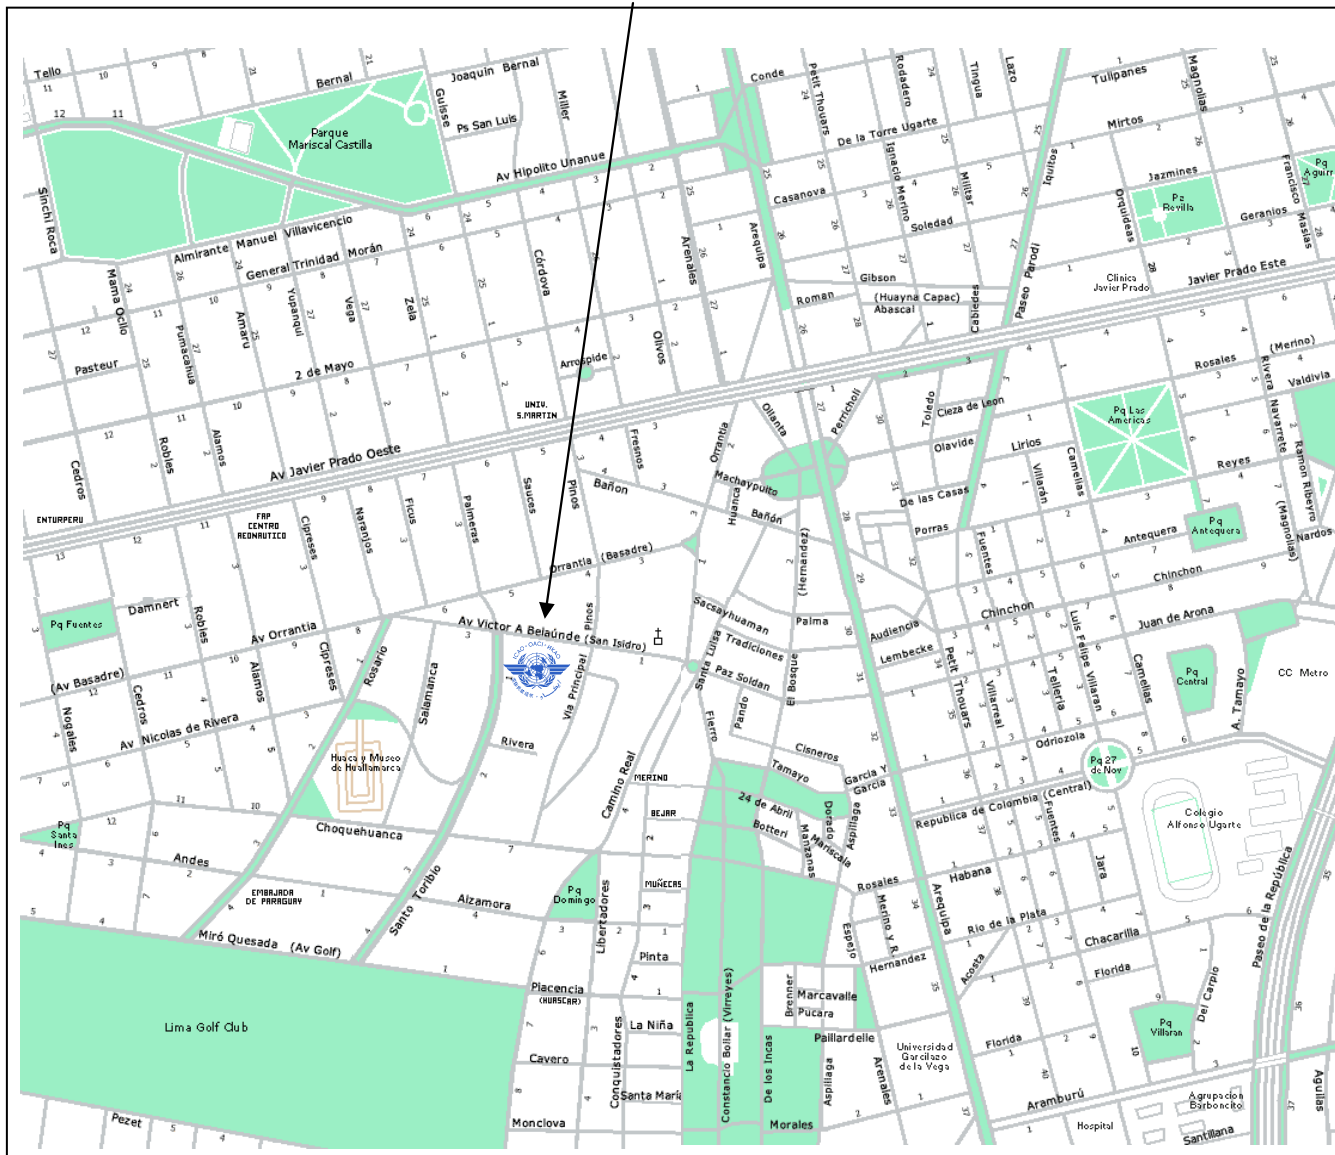 Tello
Bernal
Joaquin Bernal
Guisse
Ps San Luis
Miller
Parque
Mariscal Castilla
Av Hipolito Unanue
Conde
Petit Thouars
Rodadero
Tingua
Lazo
Tulipanes
Magnolias
Mirtos
De la Torre Ugarte
Ignacio Merino
Militar
Iquitos
Jazmines
Francisco Masias
Pq
Aguirr
Pz
Revilla
Orquideas
Geranios
Casanova
Soledad
Sinchi Roca
Almirante Manuel Villavicencio
General Trinidad Morán
Mama Ocllo
Pumacahua
Amaru
Yupanqui
Vega
Zela
Córdova
Arenales
Arequipa
Gibson
Roman
(Huayna Capac)
Abascal
Cabiedes
Paseo Parodi
Clinica
Javier Prado
Javier Prado Este
Pasteur
2 de Mayo
Arrospide
Olivos
UNIV.
S.MARTIN
Av Javier Prado Oeste
Cedros
Robles
Alamos
Cipreses
Naranjos
Ficus
Palmeras
Sauces
Pinos
Fresnos
Bañon
Orrantia
Ollanta
Perricholi
Toledo
Cieza de Leon
Olavide
Lirios
Villarán
Camelias
Pq Las
Americas
Rosales
(Merino)
Rivera Navarrete
Valdivia
Ramon Ribeyro
Reyes
(Magnolias)
Nardos
Machaypuito
Huanca
Bañón
(Hernandez)
De las Casas
Porras
Fuentes
Antequera
Pq
Antequera
Chinchon
Chinchon
Juan de Arona
ENTURPERU
FAP
CENTRO
AEONAUTICO
Orrantia (Basadre)
Pinos
Av Victor A Belaúnde (San Isidro)
ICAO · OACI · ИКАО
Pq Fuentes
Damnert
Robles
Av Orrantia
(Av Basadre)
Nogales
Cedros
Alamos
Cipreses
Rosario
Salamanca
Av Nicolas de Rivera
Via Principal
Rivera
Huaca y Museo
de Huallamarca
Sacsayhuaman
Tradiciones
Palma
Santa Luisa
Paz Soldan
El Bosque
Pando
Fierro
Cisneros
Audiencia
Lembecke
Petit Thouars
Villarreal
Telleria
Luis Felipe Villaran
Camelias
Pq
Central
A. Tamayo
CC Metro
Odriozola
Pq 27
de Nov
Republica de Colombia (Central)
Colegio
Alfonso Ugarte
Camino Real
MERINO
BEJAR
MUÑECAS
Tamayo
Garcia Y
Garcia
24 de Abril
Botteri
Dorado
Aspillaga
Manzanas
Mariscala
Choquehuanca
Pq
Santa
Ines
Andes
EMBAJADA
DE PARAGUAY
Alzamora
Pq
Domingo
Libertadores
Santo Toribio
Miró Quesada (Av Golf)
Rosales
Habana
Fuentes
Jara
Espejo
Merino y R.
Arequipa
Rio de la Plata
Chacarilla
Hernandez
Acosta
Florida
Del Carpio
Paseo de la República
Pinta
Placencia
(HUASCAR)
La Niña
Conquistadores
Cavero
Santa Maria
Monclova
La Republica
Constancio Bollar (Virreyes)
De los Incas
Brenner
Marcavalle
Pucara
Paillardelle
Aspillaga
Arenales
Morales
Universidad
Garcilazo
de la Vega
Florida
Pq
Villaran
Aramburú
Hospital
Agrupacion
Barboncito
Santillana
Aguilas
Lima Golf Club
Pezet